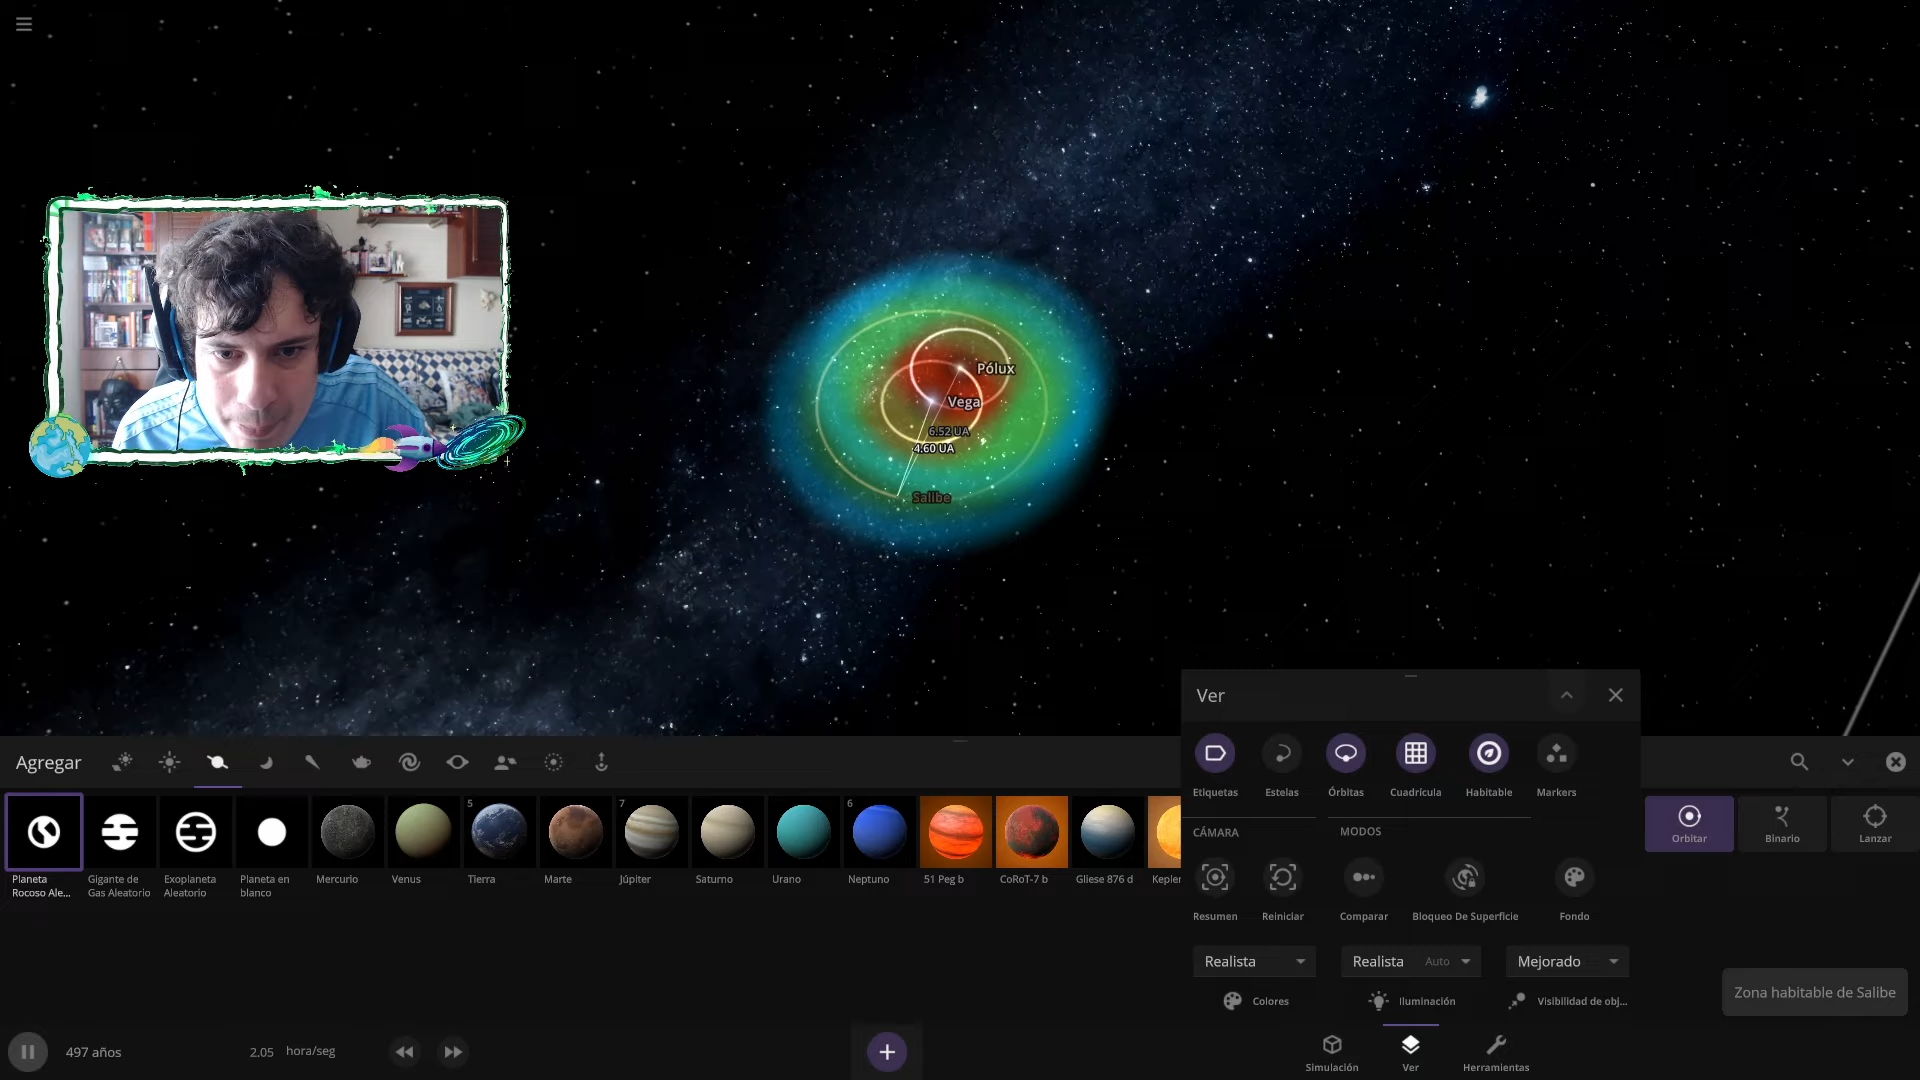 Pólux
Vega
6.52 UA
4.60 UA
Salibe
Ver
Etiquetas
Estelas
Órbitas
Cuadrícula
Habitable
Markers
CÁMARA
MODOS
Resumen
Reiniciar
Comparar
Bloqueo De Superficie
Fondo
Realista
Realista Auto
Mejorado
Colores
Iluminación
Visibilidad de obj...
Agregar
5
7
6
Planeta
Rocoso Ale...
Gigante de
Gas Aleatorio
Exoplaneta
Aleatorio
Planeta en
blanco
Mercurio
Venus
Tierra
Marte
Júpiter
Saturno
Urano
Neptuno
51 Peg b
CoRoT-7 b
Gliese 876 d
Kepler
Orbitar
Binario
Lanzar
Zona habitable de Salibe
497 años
2.05 hora/seg
Simulación
Ver
Herramientas